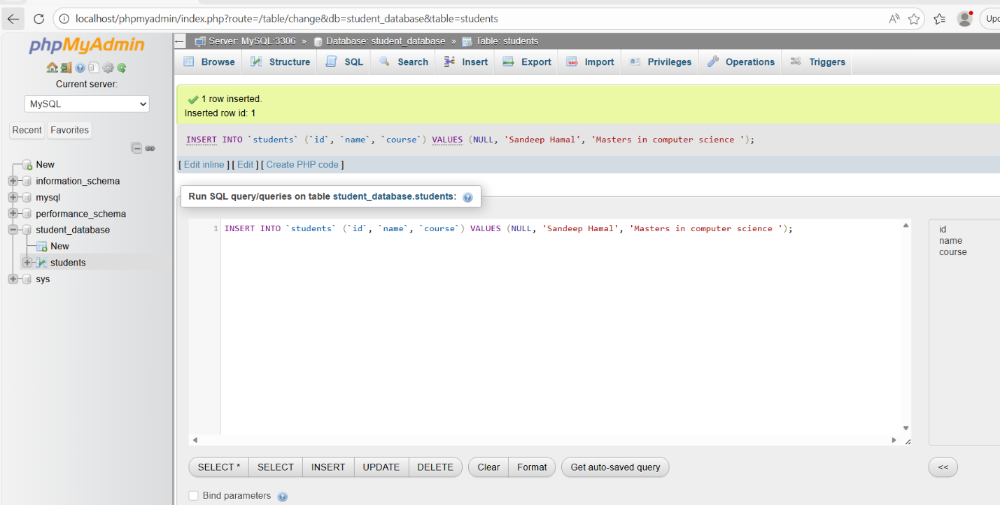 localhost/phpmyadmin/index.php?route=/table/change&db=student_database&table=students
phpMyAdmin
Current server:
MySQL
Recent Favorites
New
information_schema
mysql
performance_schema
student_database
New
students
sys
Server: MySQL:3306 » Database: student_database » Table: students
Browse Structure SQL Search Insert Export Import Privileges Operations Triggers
1 row inserted.
Inserted row id: 1
INSERT INTO `students` (`id`, `name`, `course`) VALUES (NULL, 'Sandeep Hamal', 'Masters in computer science ');
[ Edit inline ] [ Edit ] [ Create PHP code ]
Run SQL query/queries on table student_database.students:
1 INSERT INTO `students` (`id`, `name`, `course`) VALUES (NULL, 'Sandeep Hamal', 'Masters in computer science ');
id
name
course
SELECT * SELECT INSERT UPDATE DELETE Clear Format Get auto-saved query <<
Bind parameters